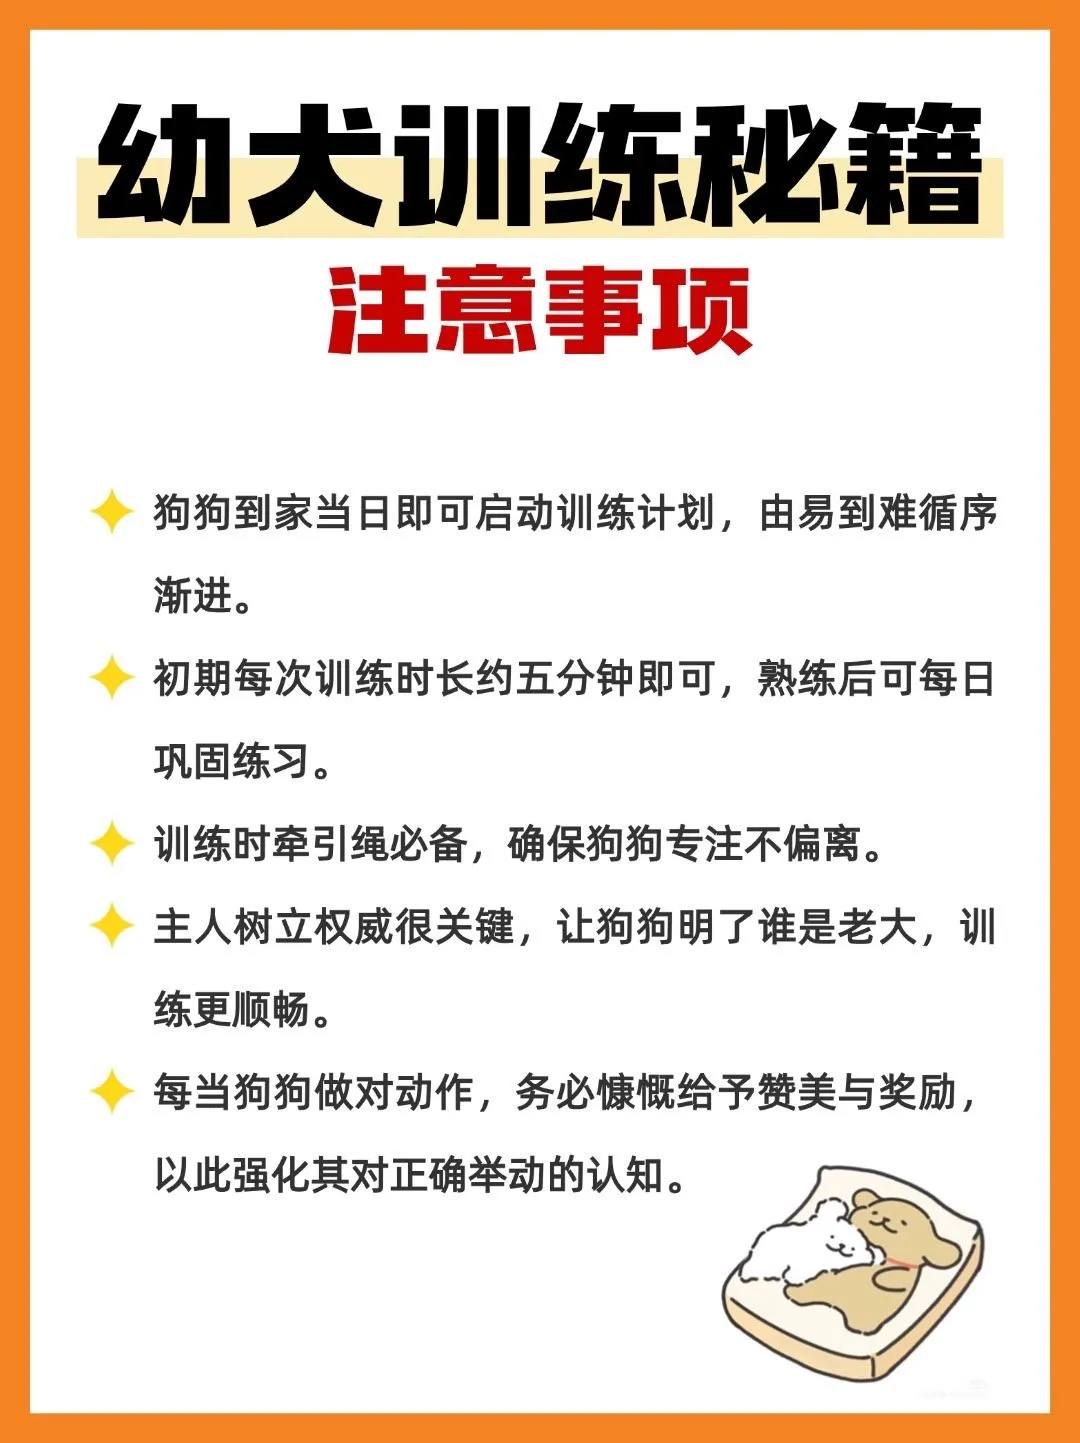 幼犬训练秘籍
注意事项
狗狗到家当日即可启动训练计划，由易到难循序
渐进。
初期每次训练时长约五分钟即可，熟练后可每日
巩固练习。
训练时牵引绳必备，确保狗狗专注不偏离。
主人树立权威很关键，让狗狗明了谁是老大，训
练更顺畅。
每当狗狗做对动作，务必慷慨给予赞美与奖励，
以此强化其对正确举动的认知。